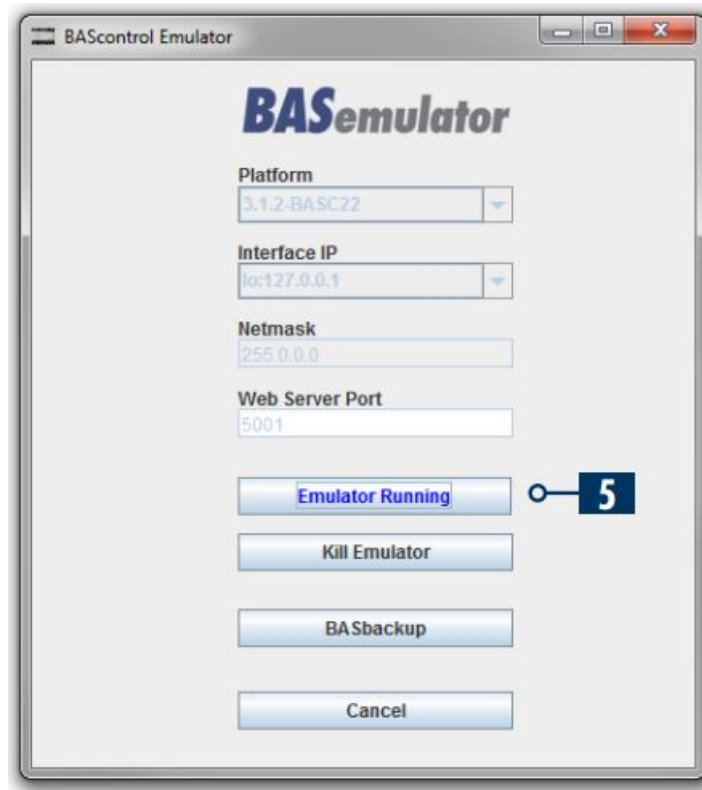 BAScontrol Emulator
BASemulator
Platform
3.1.2-BASC22
Interface IP
lo:127.0.0.1
Netmask
255.0.0.0
Web Server Port
5001
Emulator Running
5
Kill Emulator
BASbackup
Cancel